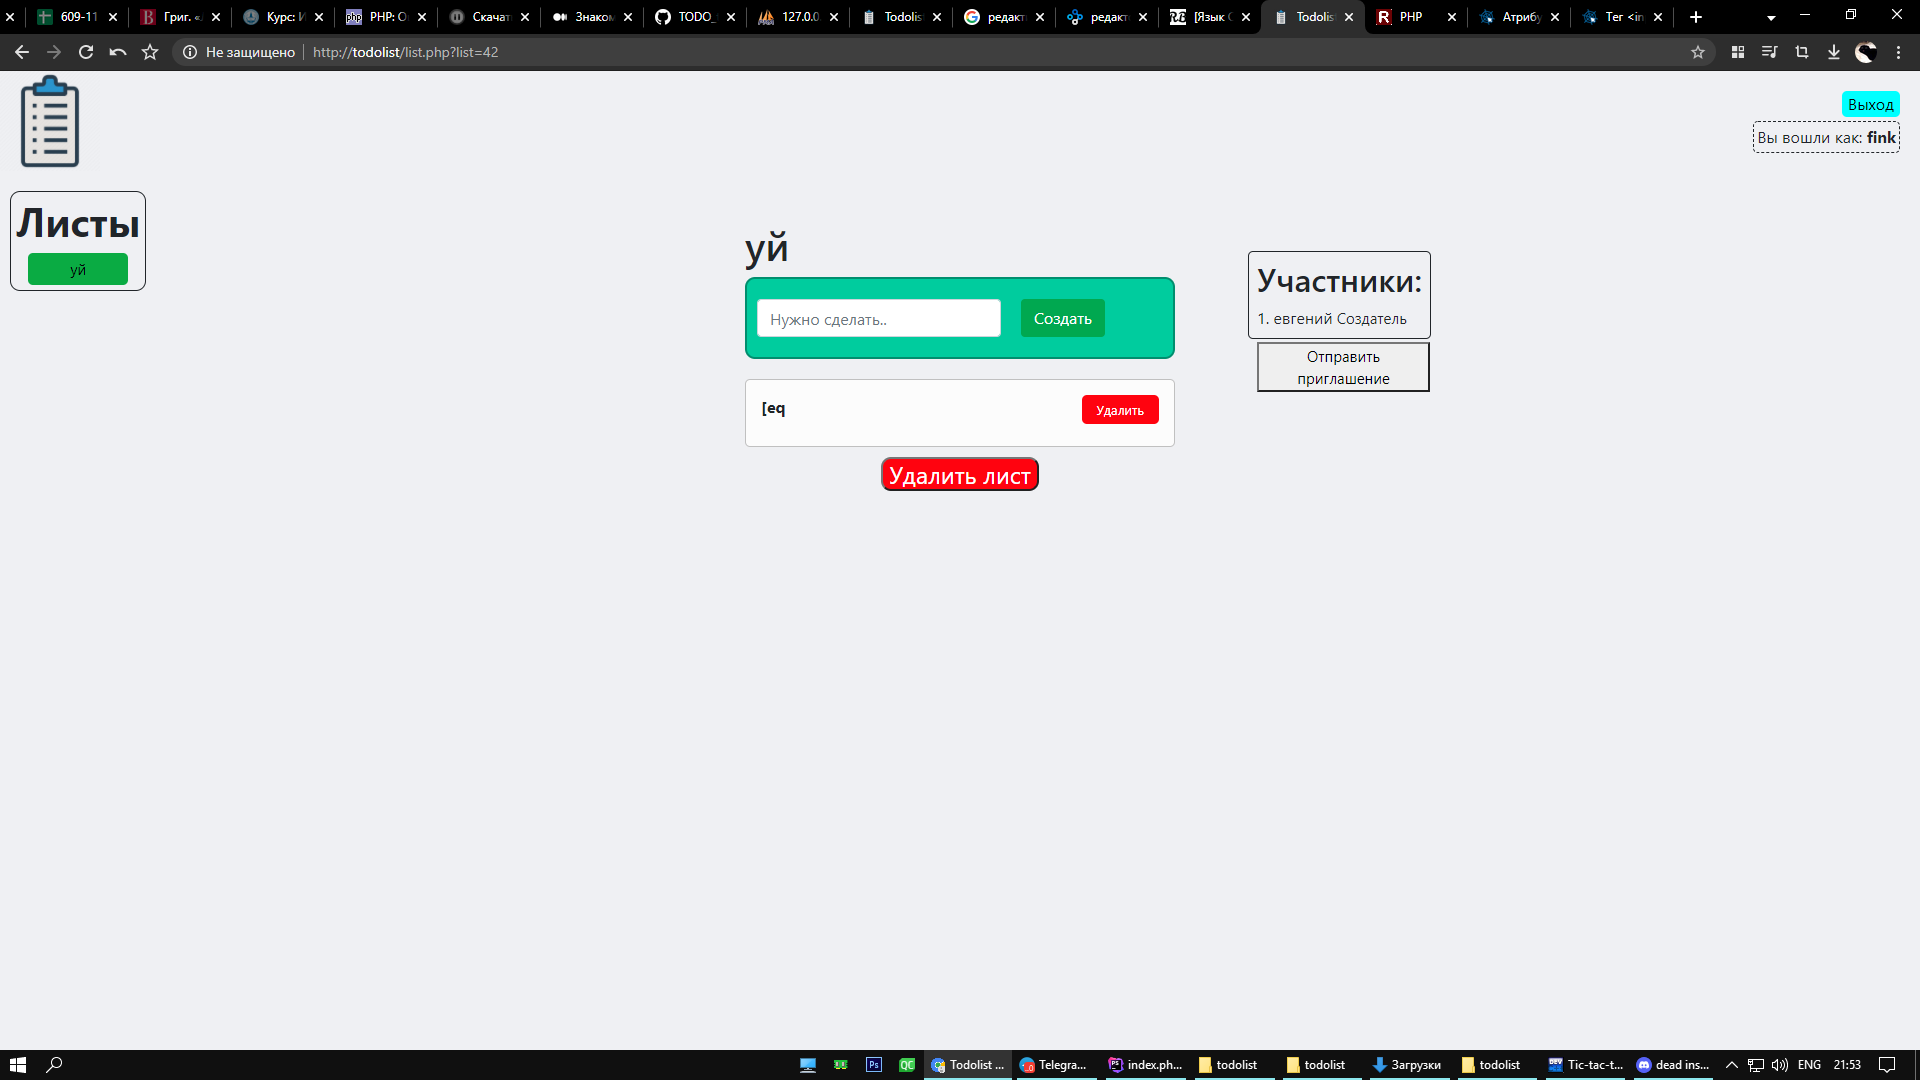 609-11
Григ. «
Курс: И
PHP: O
Скачат
Знаком
TODO_
127.0.0
Todolis
редакт
редакт
[Язык C
Todolis
PHP
Атрибу
Тег <in
Не защищено
http://todolist/list.php?list=42
Выход
Вы вошли как: fink
Листы
уй
уй
Нужно сделать..
Создать
Участники:
1. евгений Создатель
Отправить
приглашение
[eq
Удалить
Удалить лист
Todolist ...
Telegra...
index.ph...
todolist
todolist
Загрузки
todolist
Tic-tac-t...
dead ins...
ENG
21:53